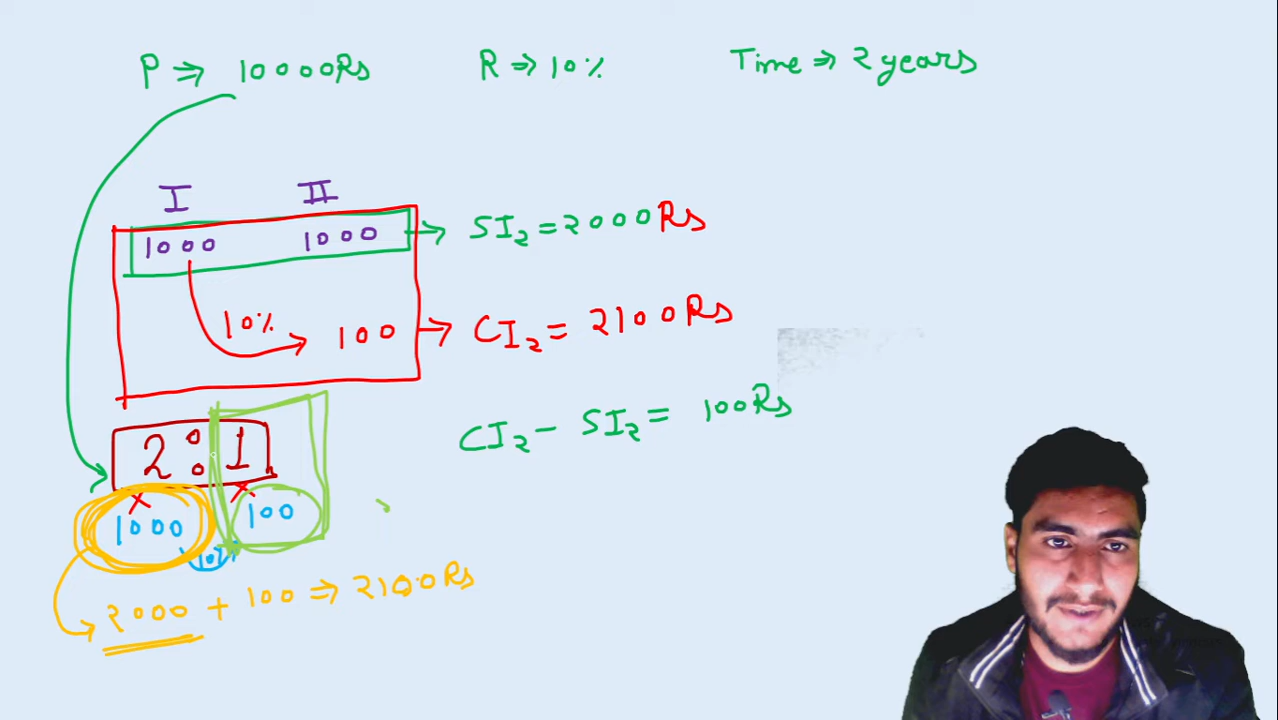 P ⇒ 10000Rs R ⇒ 10% Time ⇒ 2 years
I II
1000 1000 → SI₂ = 2000Rs
10% → 100 → CI₂ = 2100Rs
CI₂ - SI₂ = 100Rs
2 : 1
× ×
1000 100
10%
2000 + 100 ⇒ 2100Rs